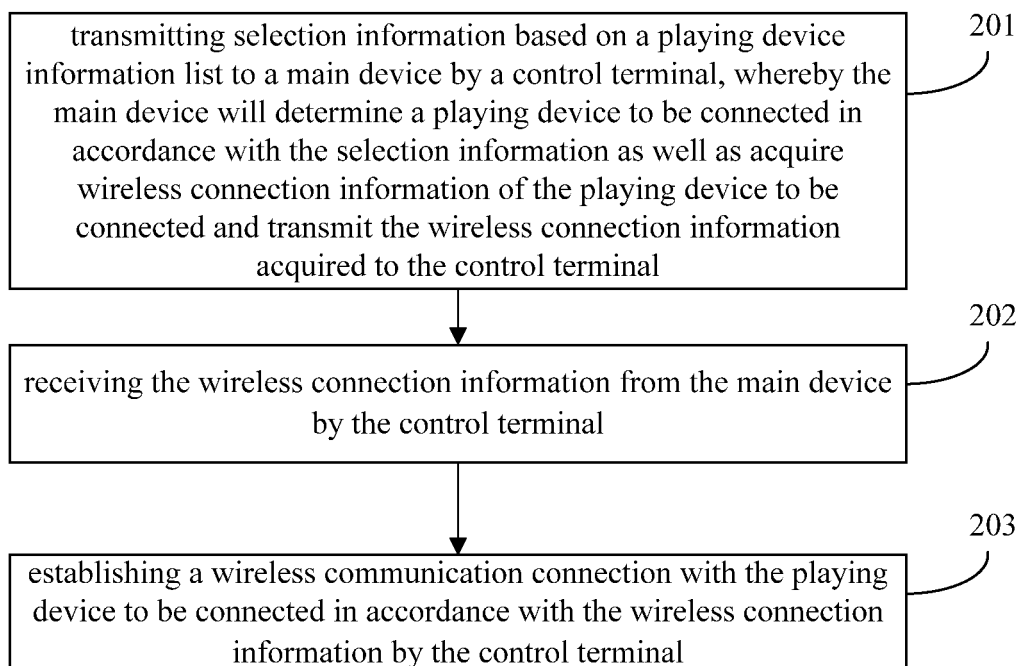 201
transmitting selection information based on a playing device
information list to a main device by a control terminal, whereby the
main device will determine a playing device to be connected in
accordance with the selection information as well as acquire
wireless connection information of the playing device to be
connected and transmit the wireless connection information
acquired to the control terminal
202
receiving the wireless connection information from the main device
by the control terminal
203
establishing a wireless communication connection with the playing
device to be connected in accordance with the wireless connection
information by the control terminal